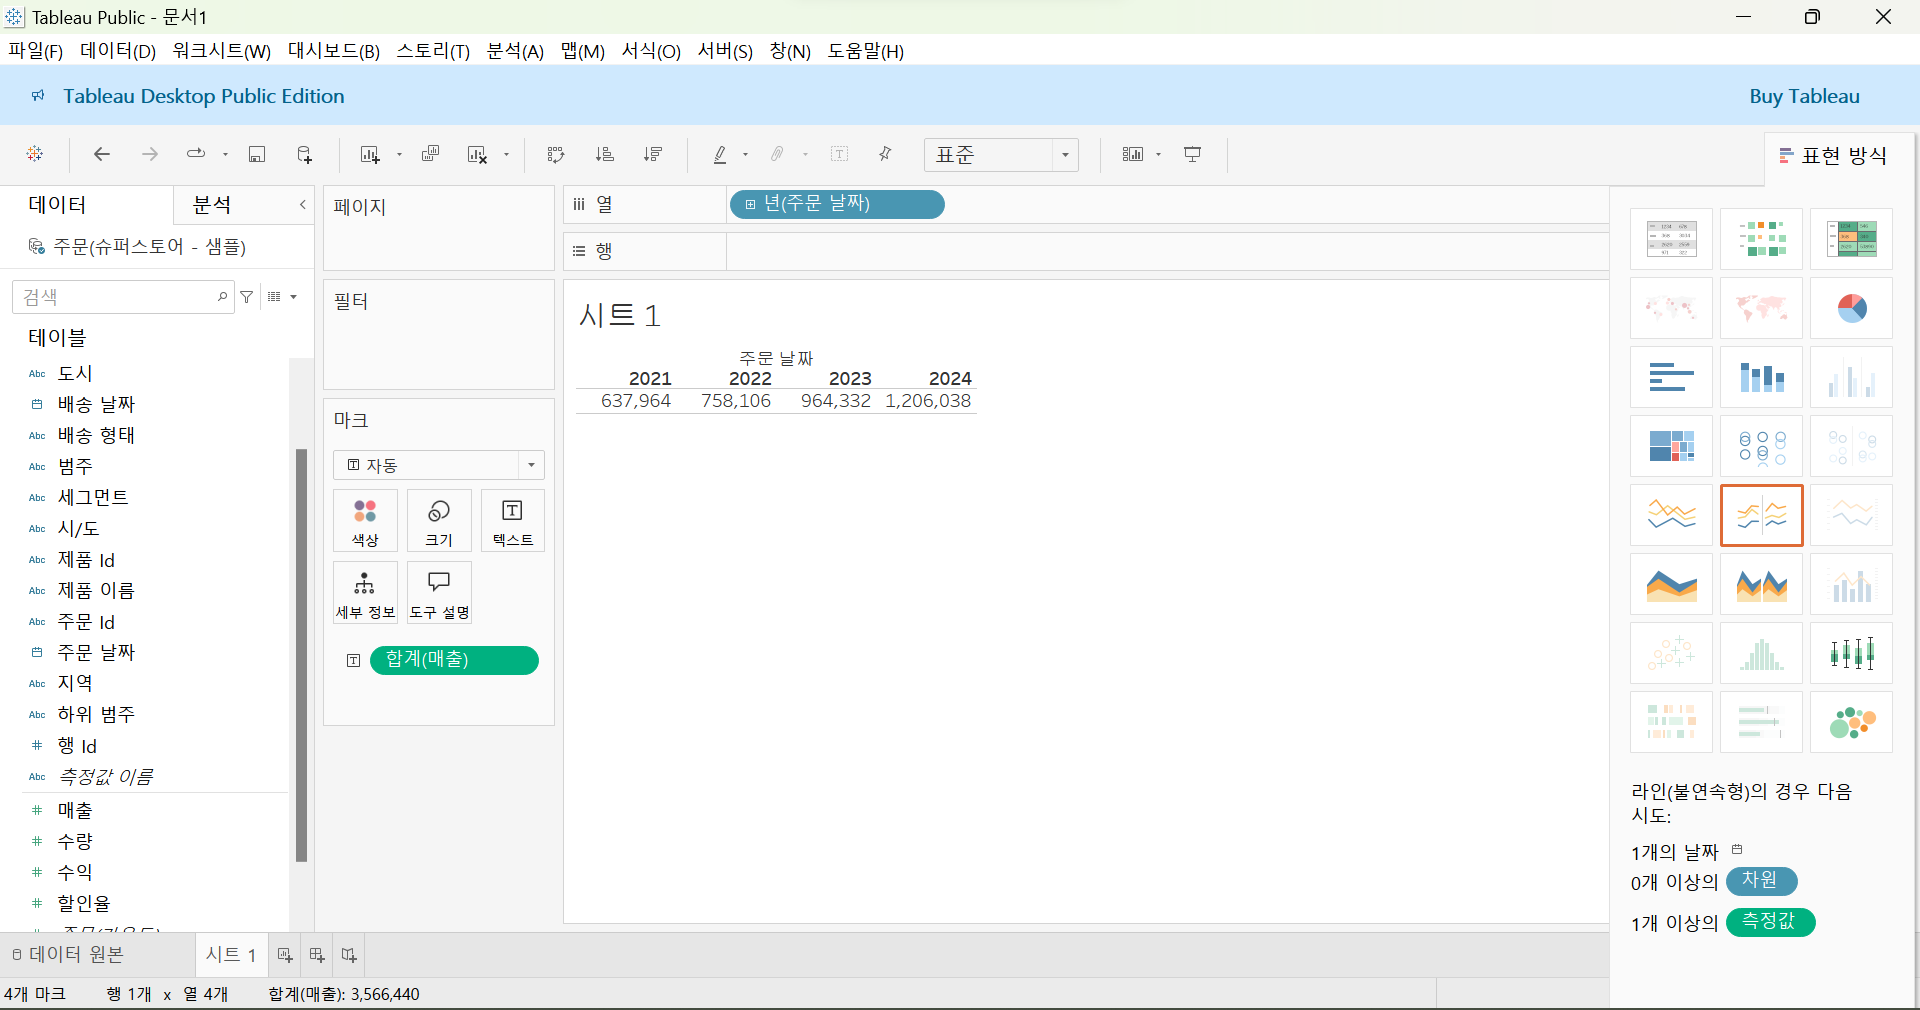 Tableau Public - 문서1
파일(F) 데이터(D) 워크시트(W) 대시보드(B) 스토리(T) 분석(A) 맵(M) 서식(O) 서버(S) 창(N) 도움말(H)
Tableau Desktop Public Edition
Buy Tableau
표준
표현 방식
데이터
분석
주문(슈퍼스토어 - 샘플)
검색
테이블
Abc 도시
배송 날짜
Abc 배송 형태
Abc 범주
Abc 세그먼트
Abc 시/도
Abc 제품 Id
Abc 제품 이름
Abc 주문 Id
주문 날짜
Abc 지역
Abc 하위 범주
# 행 Id
Abc 측정값 이름
# 매출
# 수량
# 수익
# 할인율
페이지
필터
마크
자동
색상
크기
텍스트
세부 정보
도구 설명
합계(매출)
열
년(주문 날짜)
행
시트 1
주문 날짜
2021 2022 2023 2024
637,964 758,106 964,332 1,206,038
라인(불연속형)의 경우 다음
시도:
1개의 날짜
0개 이상의 차원
1개 이상의 측정값
데이터 원본
시트 1
4개 마크 행 1개 x 열 4개 합계(매출): 3,566,440